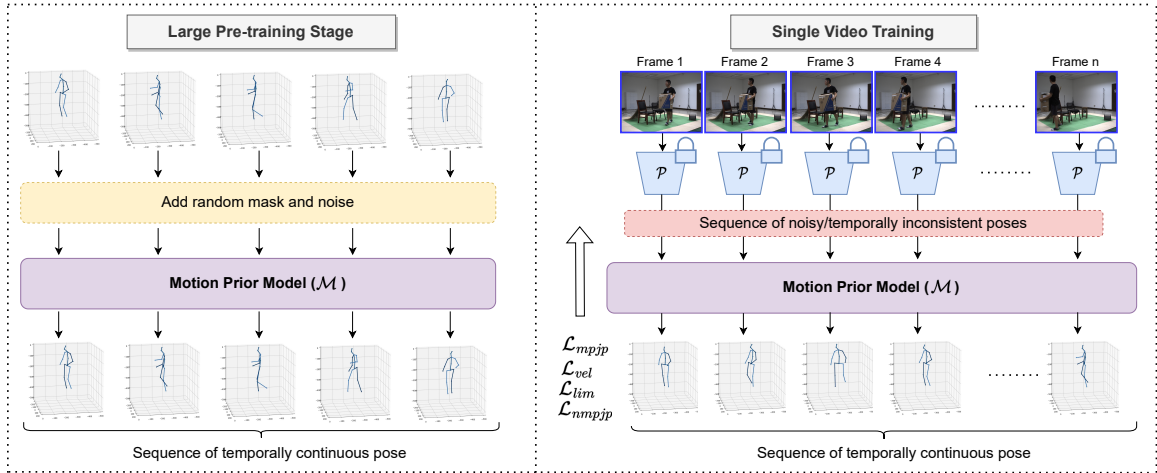 Large Pre-training Stage
Add random mask and noise
Motion Prior Model (ℳ)
Sequence of temporally continuous pose
Single Video Training
Frame 1 Frame 2 Frame 3 Frame 4 Frame n
𝒫 𝒫 𝒫 𝒫 𝒫
Sequence of noisy/temporally inconsistent poses
Motion Prior Model (ℳ)
ℒ_mpjp
ℒ_vel
ℒ_lim
ℒ_nmpjp
Sequence of temporally continuous pose